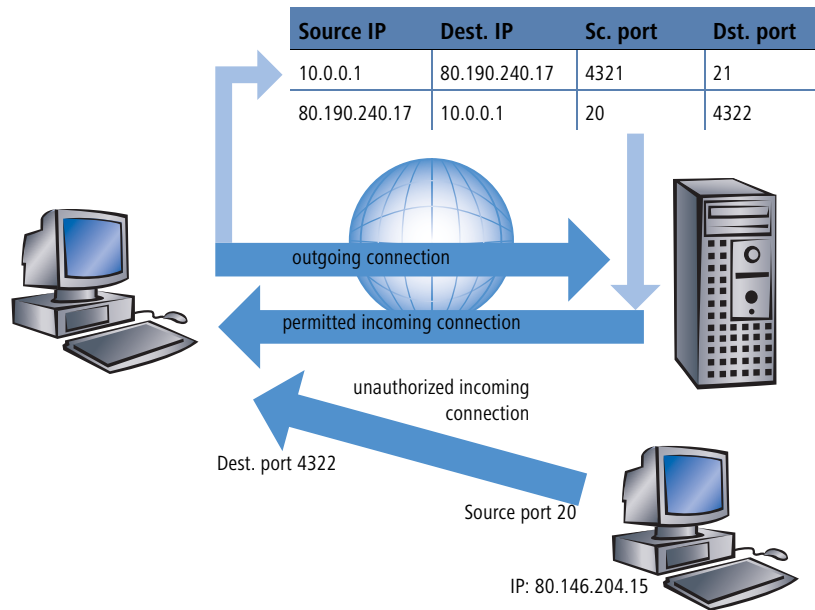 Source IP Dest. IP Sc. port Dst. port
10.0.0.1 80.190.240.17 4321 21
80.190.240.17 10.0.0.1 20 4322
outgoing connection
permitted incoming connection
unauthorized incoming
connection
Dest. port 4322
Source port 20
IP: 80.146.204.15